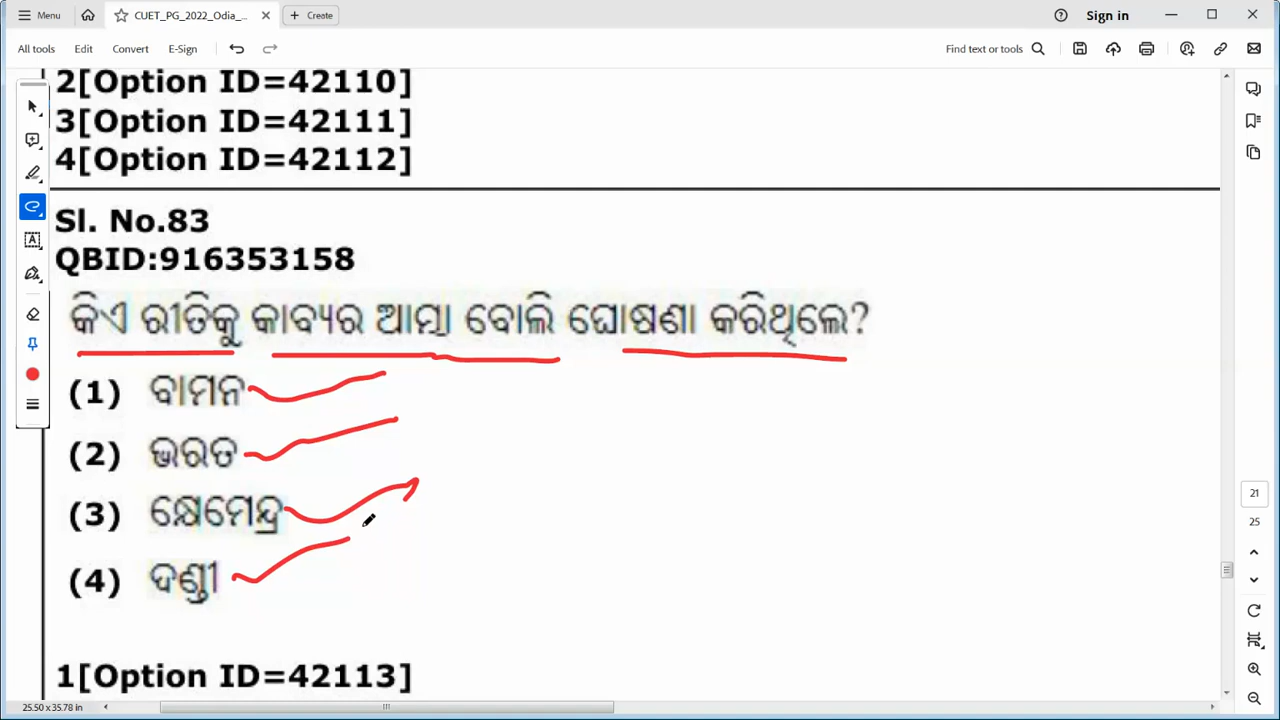 Menu
CUET_PG_2022_Odia_...
Create
Sign in
All tools
Edit
Convert
E-Sign
Find text or tools
2[Option ID=42110]
3[Option ID=42111]
4[Option ID=42112]
Sl. No.83
QBID:916353158
କିଏ ରୀତିକୁ କାବ୍ୟର ଆତ୍ମା ବୋଲି ଘୋଷଣା କରିଥିଲେ?
(1) ବାମନ
(2) ଭରତ
(3) କ୍ଷେମେନ୍ଦ୍ର
(4) ଦଣ୍ଡୀ
1[Option ID=42113]
21
25
25.50 x 35.78 in